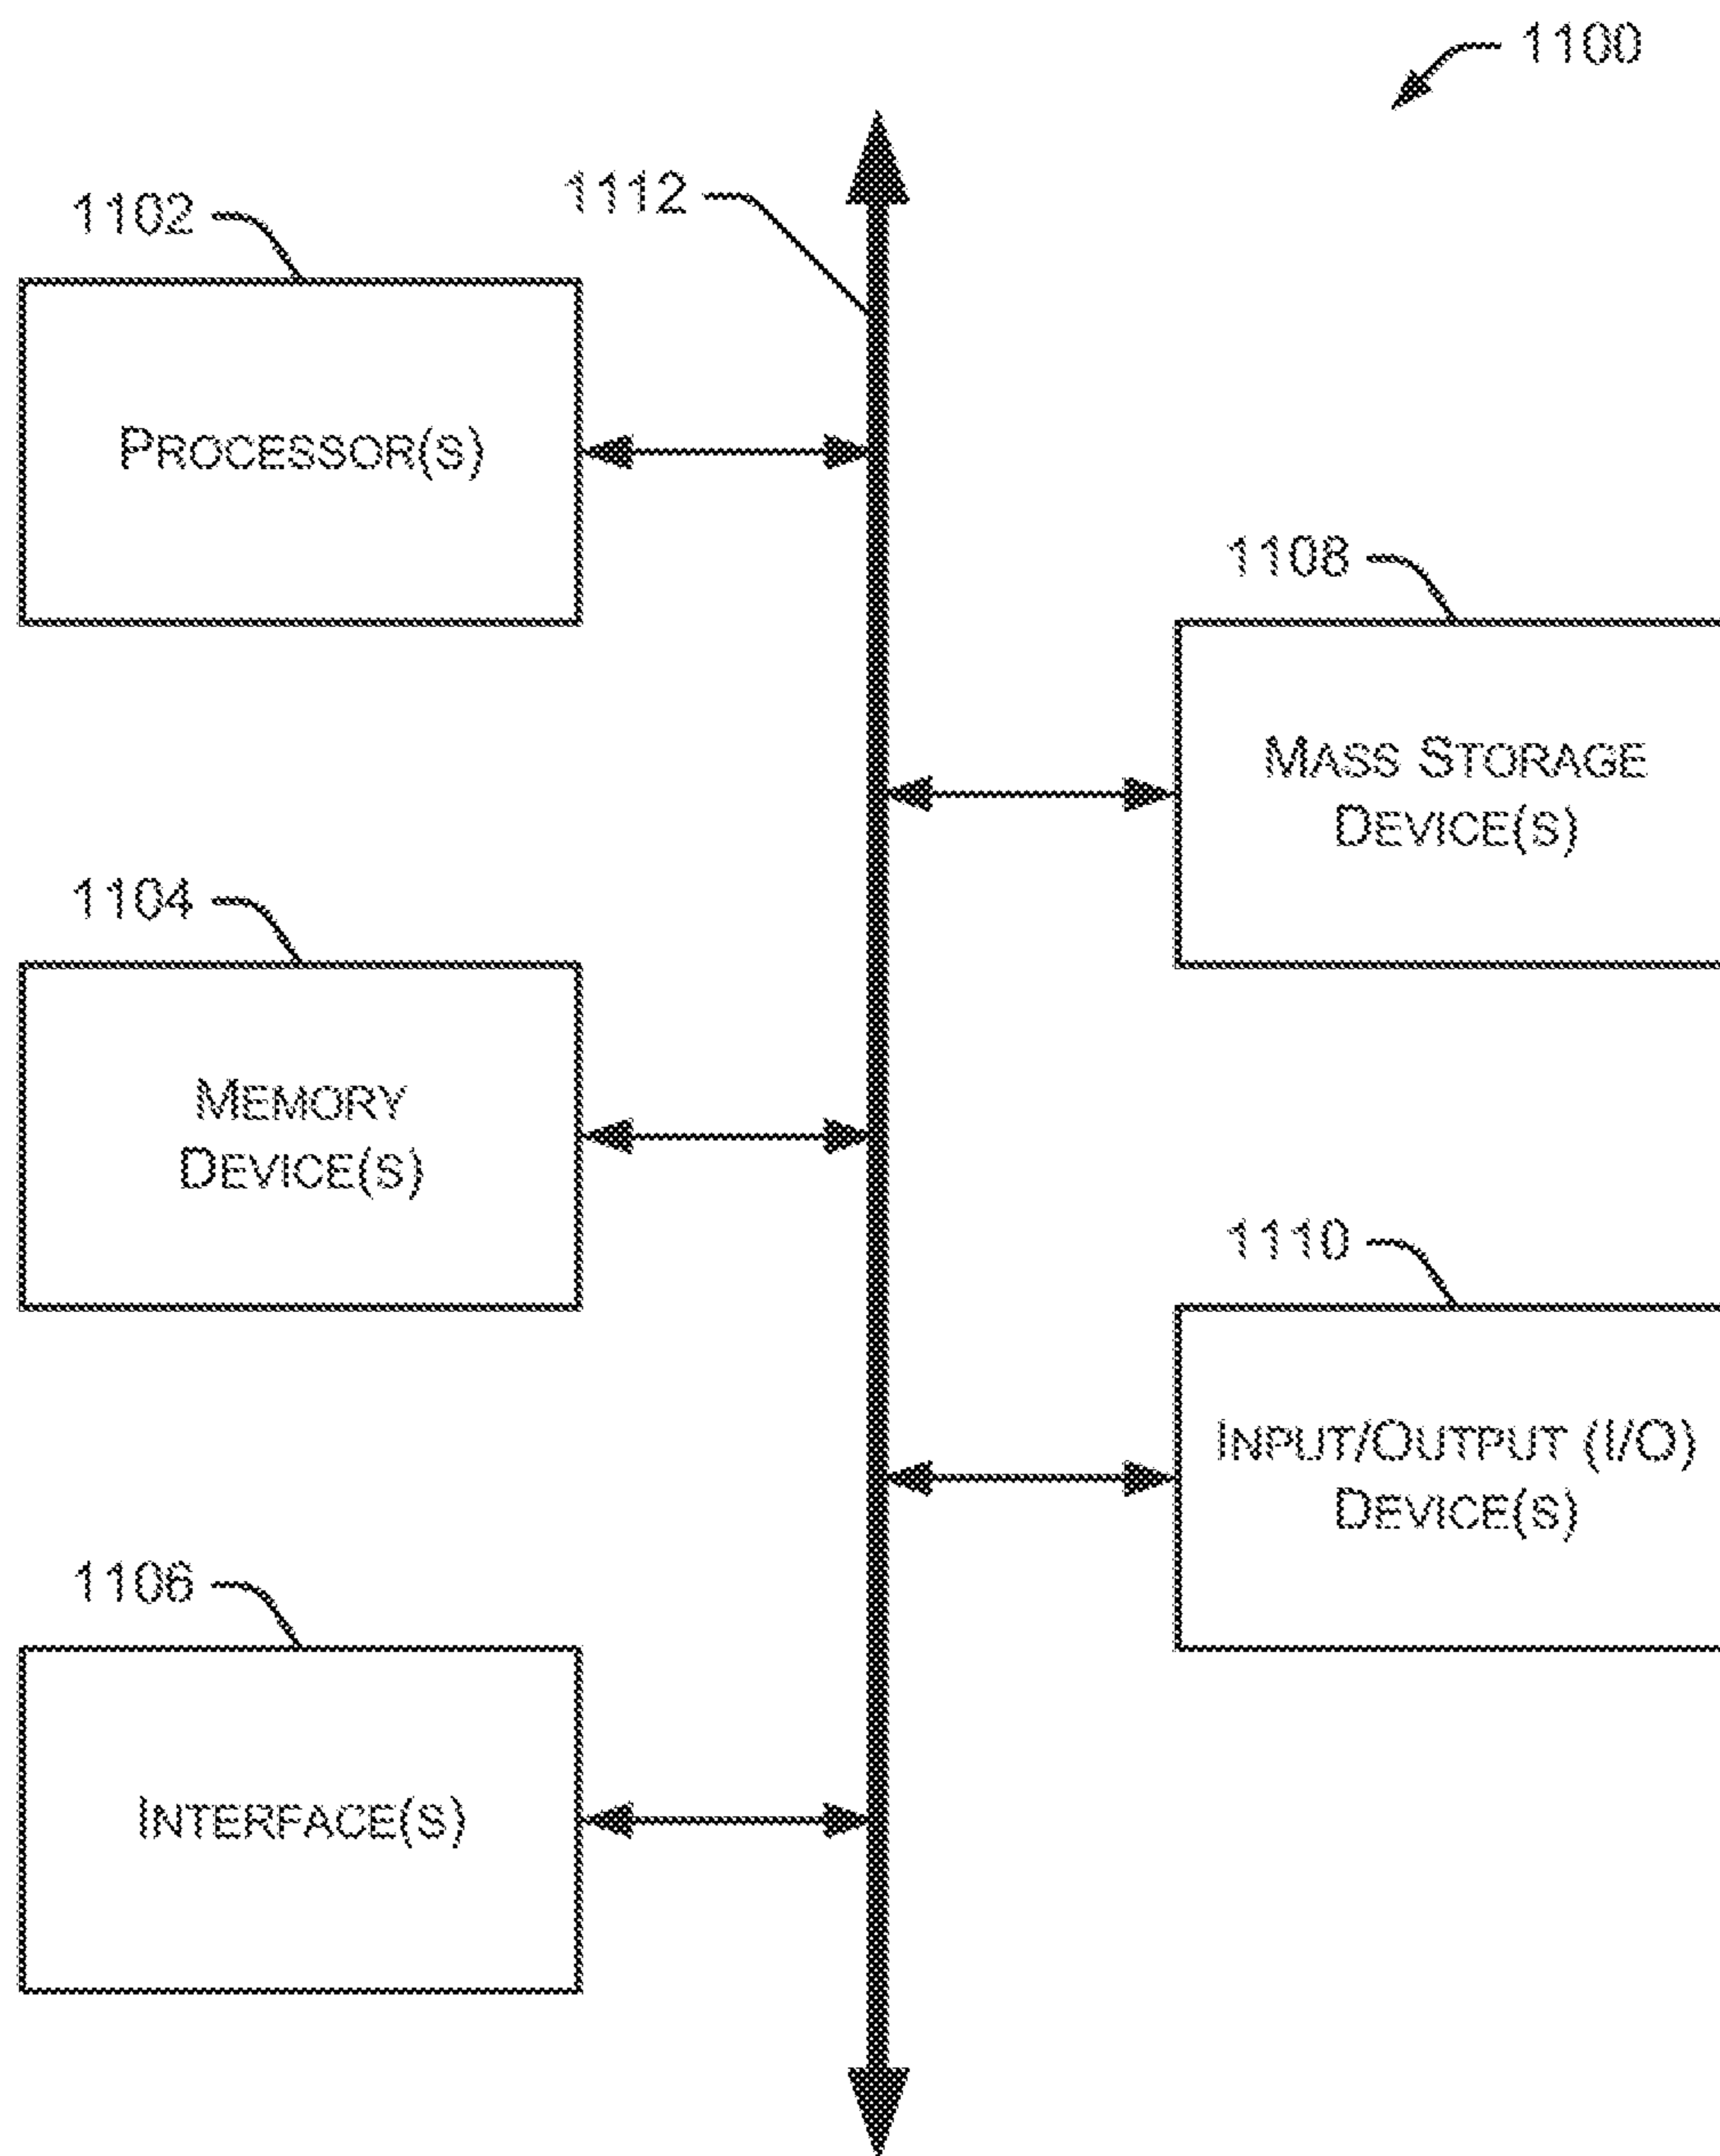 1100
1112
1102
PROCESSOR(S)
1108
MASS STORAGE
DEVICE(S)
1104
MEMORY
DEVICE(S)
1110
INPUT/OUTPUT (I/O)
DEVICE(S)
1106
INTERFACE(S)